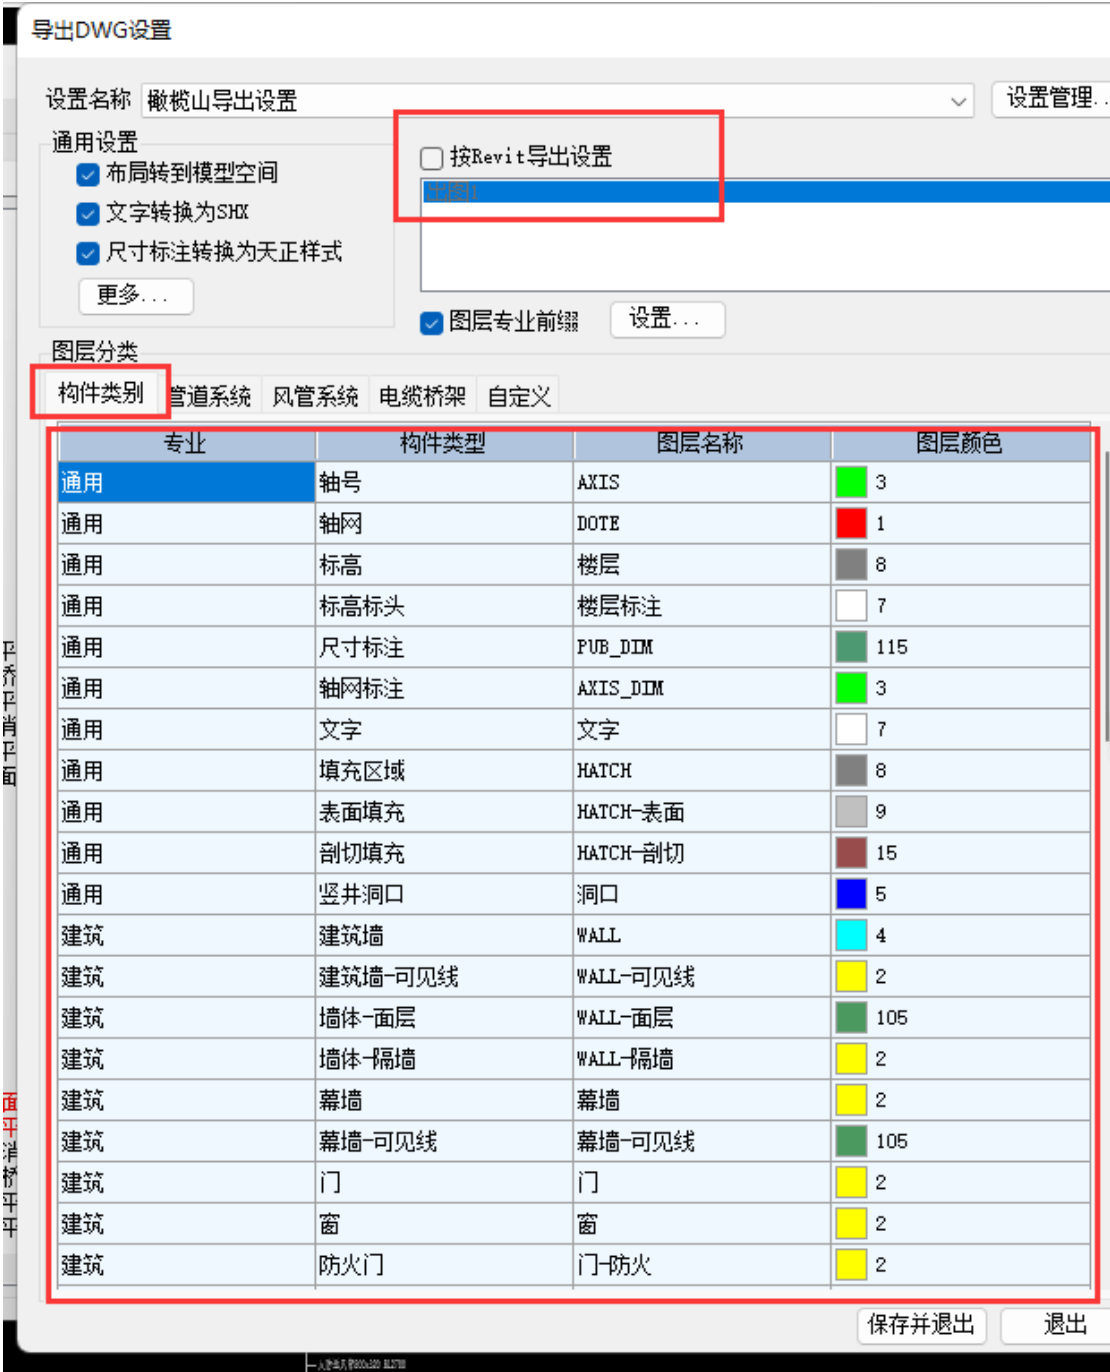 导出DWG设置
设置名称 橄榄山导出设置 设置管理...
通用设置
布局转到模型空间
文字转换为SHX
尺寸标注转换为天正样式
更多...
按Revit导出设置
出图1
图层专业前缀 设置...
图层分类
构件类别 管道系统 风管系统 电缆桥架 自定义
专业 构件类型 图层名称 图层颜色
通用 轴号 AXIS 3
通用 轴网 DOTE 1
通用 标高 楼层 8
通用 标高标头 楼层标注 7
通用 尺寸标注 PUB_DIM 115
通用 轴网标注 AXIS_DIM 3
通用 文字 文字 7
通用 填充区域 HATCH 8
通用 表面填充 HATCH-表面 9
通用 剖切填充 HATCH-剖切 15
通用 竖井洞口 洞口 5
建筑 建筑墙 WALL 4
建筑 建筑墙-可见线 WALL-可见线 2
建筑 墙体-面层 WALL-面层 105
建筑 墙体-隔墙 WALL-隔墙 2
建筑 幕墙 幕墙 2
建筑 幕墙-可见线 幕墙-可见线 105
建筑 门 门 2
建筑 窗 窗 2
建筑 防火门 门-防火 2
保存并退出 退出
平
桥
平
消
平
面
面
平
消
桥
平
平